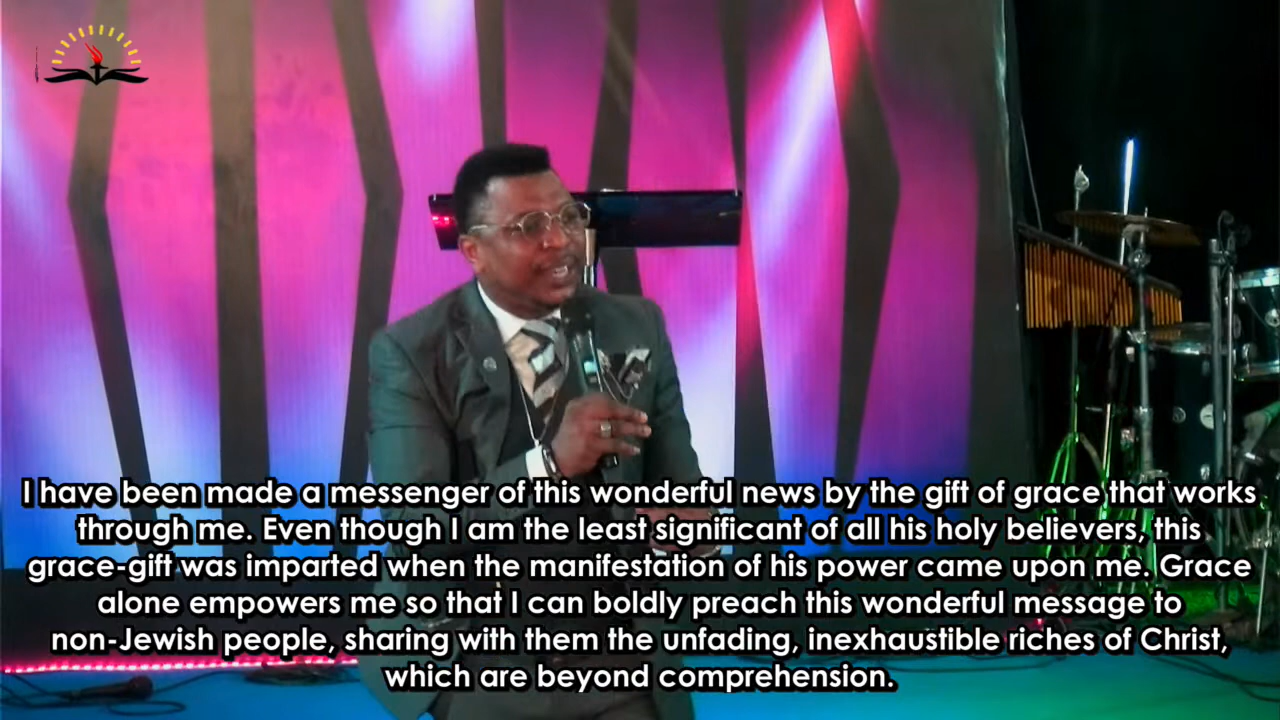 I have been made a messenger of this wonderful news by the gift of grace that works
through me. Even though I am the least significant of all his holy believers, this
grace-gift was imparted when the manifestation of his power came upon me. Grace
alone empowers me so that I can boldly preach this wonderful message to
non-Jewish people, sharing with them the unfading, inexhaustible riches of Christ,
which are beyond comprehension.